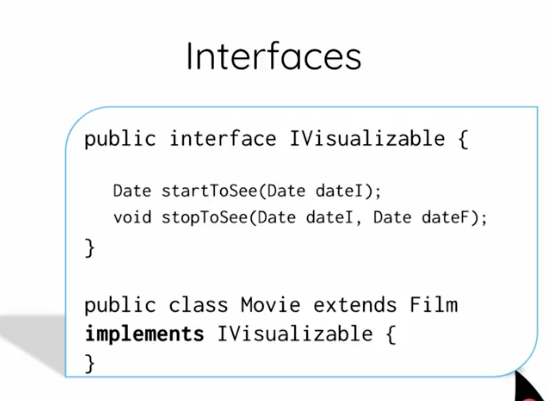 Interfaces
public interface IVisualizable {
Date startToSee(Date dateI);
void stopToSee(Date dateI, Date dateF);
}
public class Movie extends Film
implements IVisualizable {
}